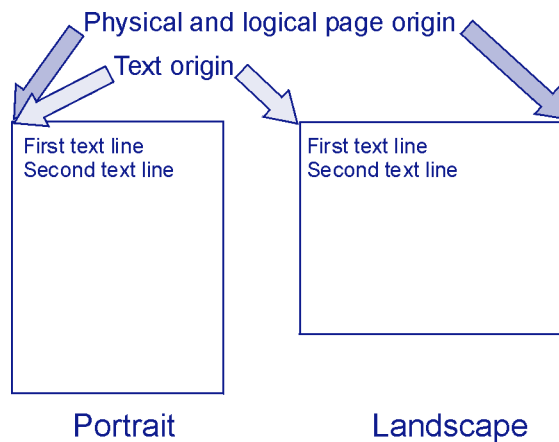 Physical and logical page origin
Text origin
First text line
Second text line
First text line
Second text line
Portrait
Landscape